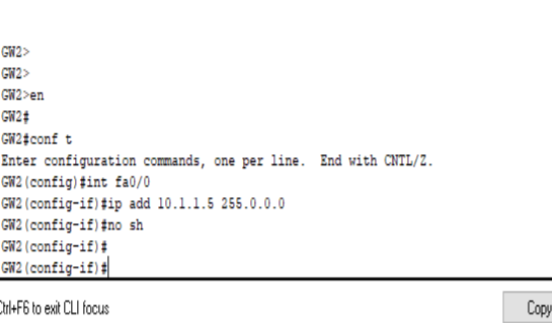 GW2>
GW2>
GW2>en
GW2#
GW2#conf t
Enter configuration commands, one per line.  End with CNTL/Z.
GW2(config)#int fa0/0
GW2(config-if)#ip add 10.1.1.5 255.0.0.0
GW2(config-if)#no sh
GW2(config-if)#
GW2(config-if)#
Ctrl+F6 to exit CLI focus
Copy